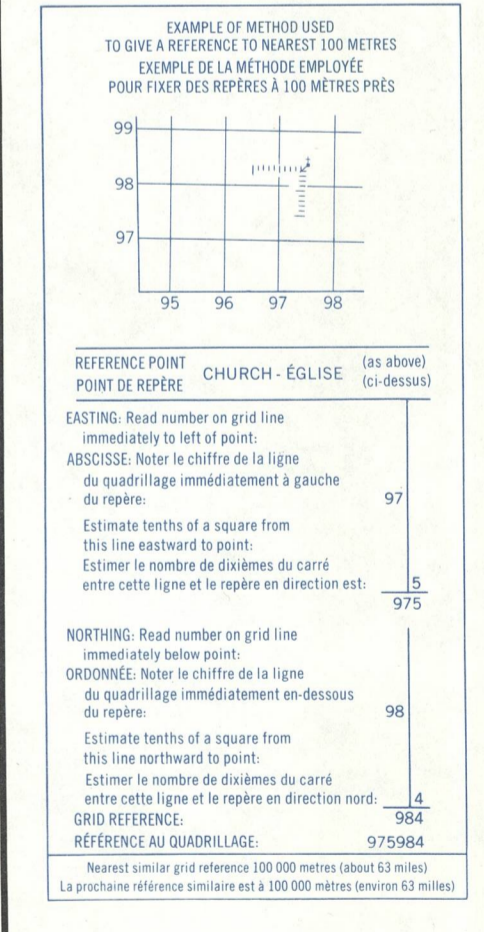 EXAMPLE OF METHOD USED
TO GIVE A REFERENCE TO NEAREST 100 METRES
EXEMPLE DE LA MÉTHODE EMPLOYÉE
POUR FIXER DES REPÈRES À 100 MÈTRES PRÈS
99
98
97
95 96 97 98
REFERENCE POINT CHURCH - ÉGLISE (as above)
POINT DE REPÈRE (ci-dessus)
EASTING: Read number on grid line
immediately to left of point:
ABSCISSE: Noter le chiffre de la ligne
du quadrillage immédiatement à gauche
du repère: 97
Estimate tenths of a square from
this line eastward to point:
Estimer le nombre de dixièmes du carré
entre cette ligne et le repère en direction est: 5
975
NORTHING: Read number on grid line
immediately below point:
ORDONNÉE: Noter le chiffre de la ligne
du quadrillage immédiatement en-dessous
du repère: 98
Estimate tenths of a square from
this line northward to point:
Estimer le nombre de dixièmes du carré
entre cette ligne et le repère en direction nord: 4
GRID REFERENCE: 984
RÉFÉRENCE AU QUADRILLAGE: 975984
Nearest similar grid reference 100 000 metres (about 63 miles)
La prochaine référence similaire est à 100 000 mètres (environ 63 milles)